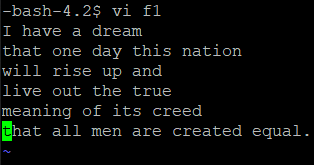 -bash-4.2$ vi f1
I have a dream
that one day this nation
will rise up and
live out the true
meaning of its creed
that all men are created equal.
~